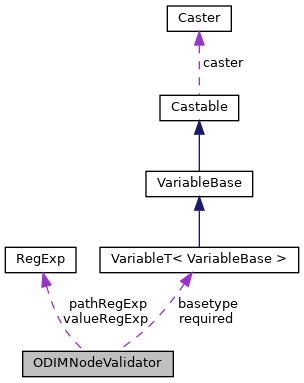 Caster
caster
Castable
VariableBase
RegExp
VariableT< VariableBase >
pathRegExp
valueRegExp
basetype
required
ODIMNodeValidator